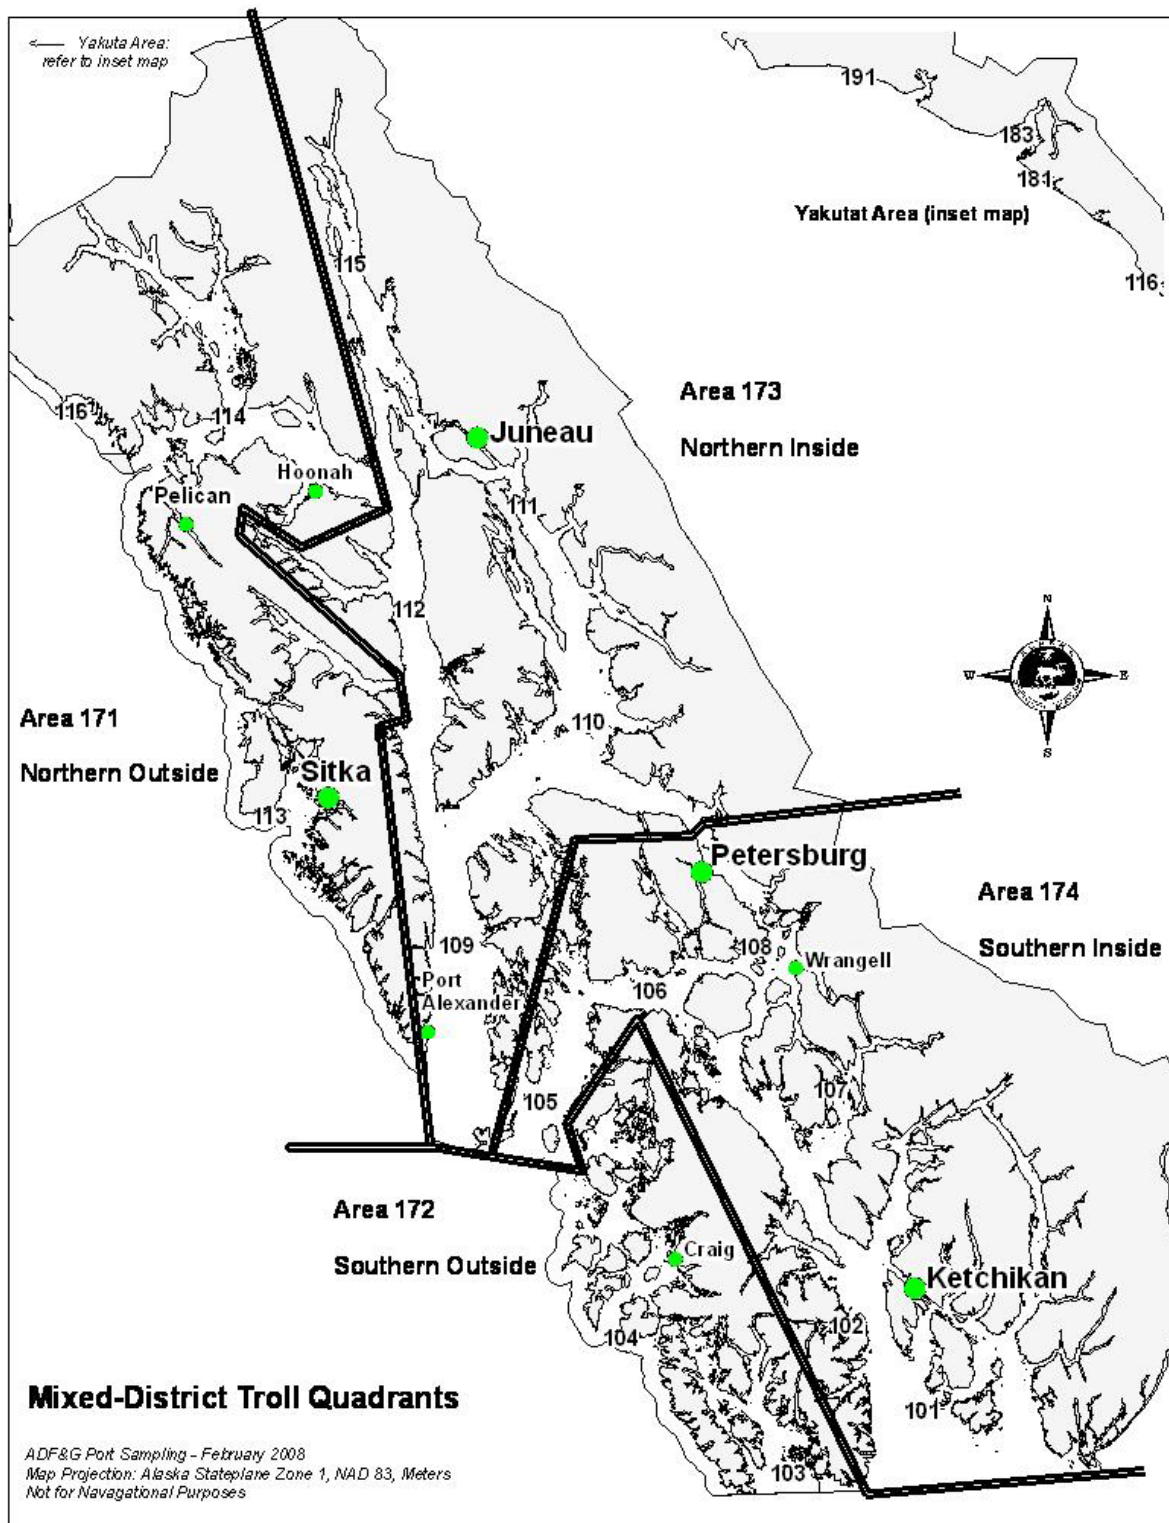 Yakuta Area:
refer to inset map
191
183
181
Yakutat Area (inset map)
116
115
Area 173
Northern Inside
116
114
Juneau
Hoonah
Pelican
111
112
N
W
E
S
Area 171
Northern Outside
110
Sitka
113
Petersburg
Area 174
Southern Inside
109
108
Wrangell
Port
Alexander
106
105
107
Area 172
Southern Outside
Craig
Ketchikan
104
102
101
103
Mixed-District Troll Quadrants
ADF&G Port Sampling - February 2008
Map Projection: Alaska Stateplane Zone 1, NAD 83, Meters
Not for Navagational Purposes